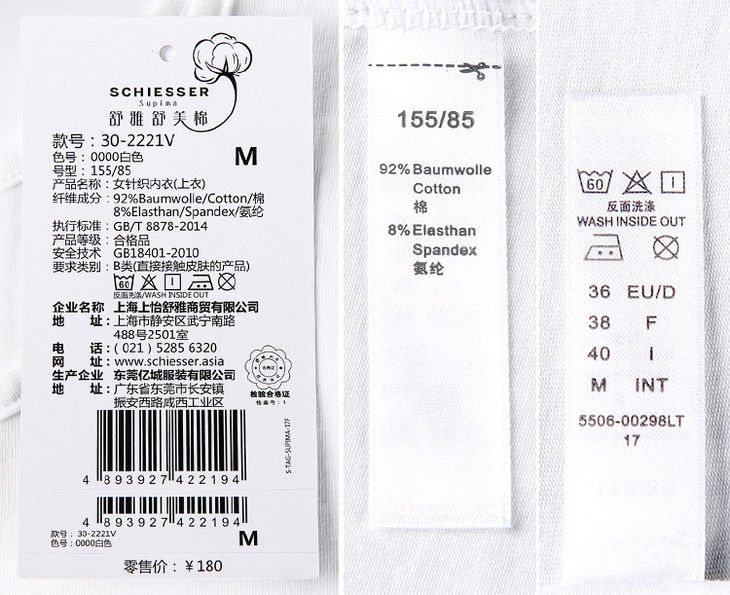 SCHIESSER
Supima
舒雅舒美棉
款号：30-2221V
色号：0000白色
M
号型：155/85
产品名称：女针织内衣(上衣)
纤维成分：92%Baumwolle/Cotton/棉
8%Elasthan/Spandex/氨纶
执行标准：GB/T 8878-2014
产品等级：合格品
安全技术 GB18401-2010
要求类别：B类(直接接触皮肤的产品)
60
反面洗涤/WASH INSIDE OUT
企业名称 上海上怡舒雅商贸有限公司
地 址：上海市静安区武宁南路
488号2501室
电 话：（021）5285 6320
网 址：www.schiesser.asia
生产企业 东莞亿城服装有限公司
地 址：广东省东莞市长安镇
振安西路咸西工业区
合格证
检验合格证
检查号：1
S-TAG-SUPIMA-17F
4 893927 422194
4 893927 422194
款号：30-2221V
色号：0000白色
M
零售价：￥180
155/85
92% Baumwolle
Cotton
棉
8% Elasthan
Spandex
氨纶
60
反面洗涤
WASH INSIDE OUT
36 EU/D
38 F
40 I
M INT
5506-00298LT
17